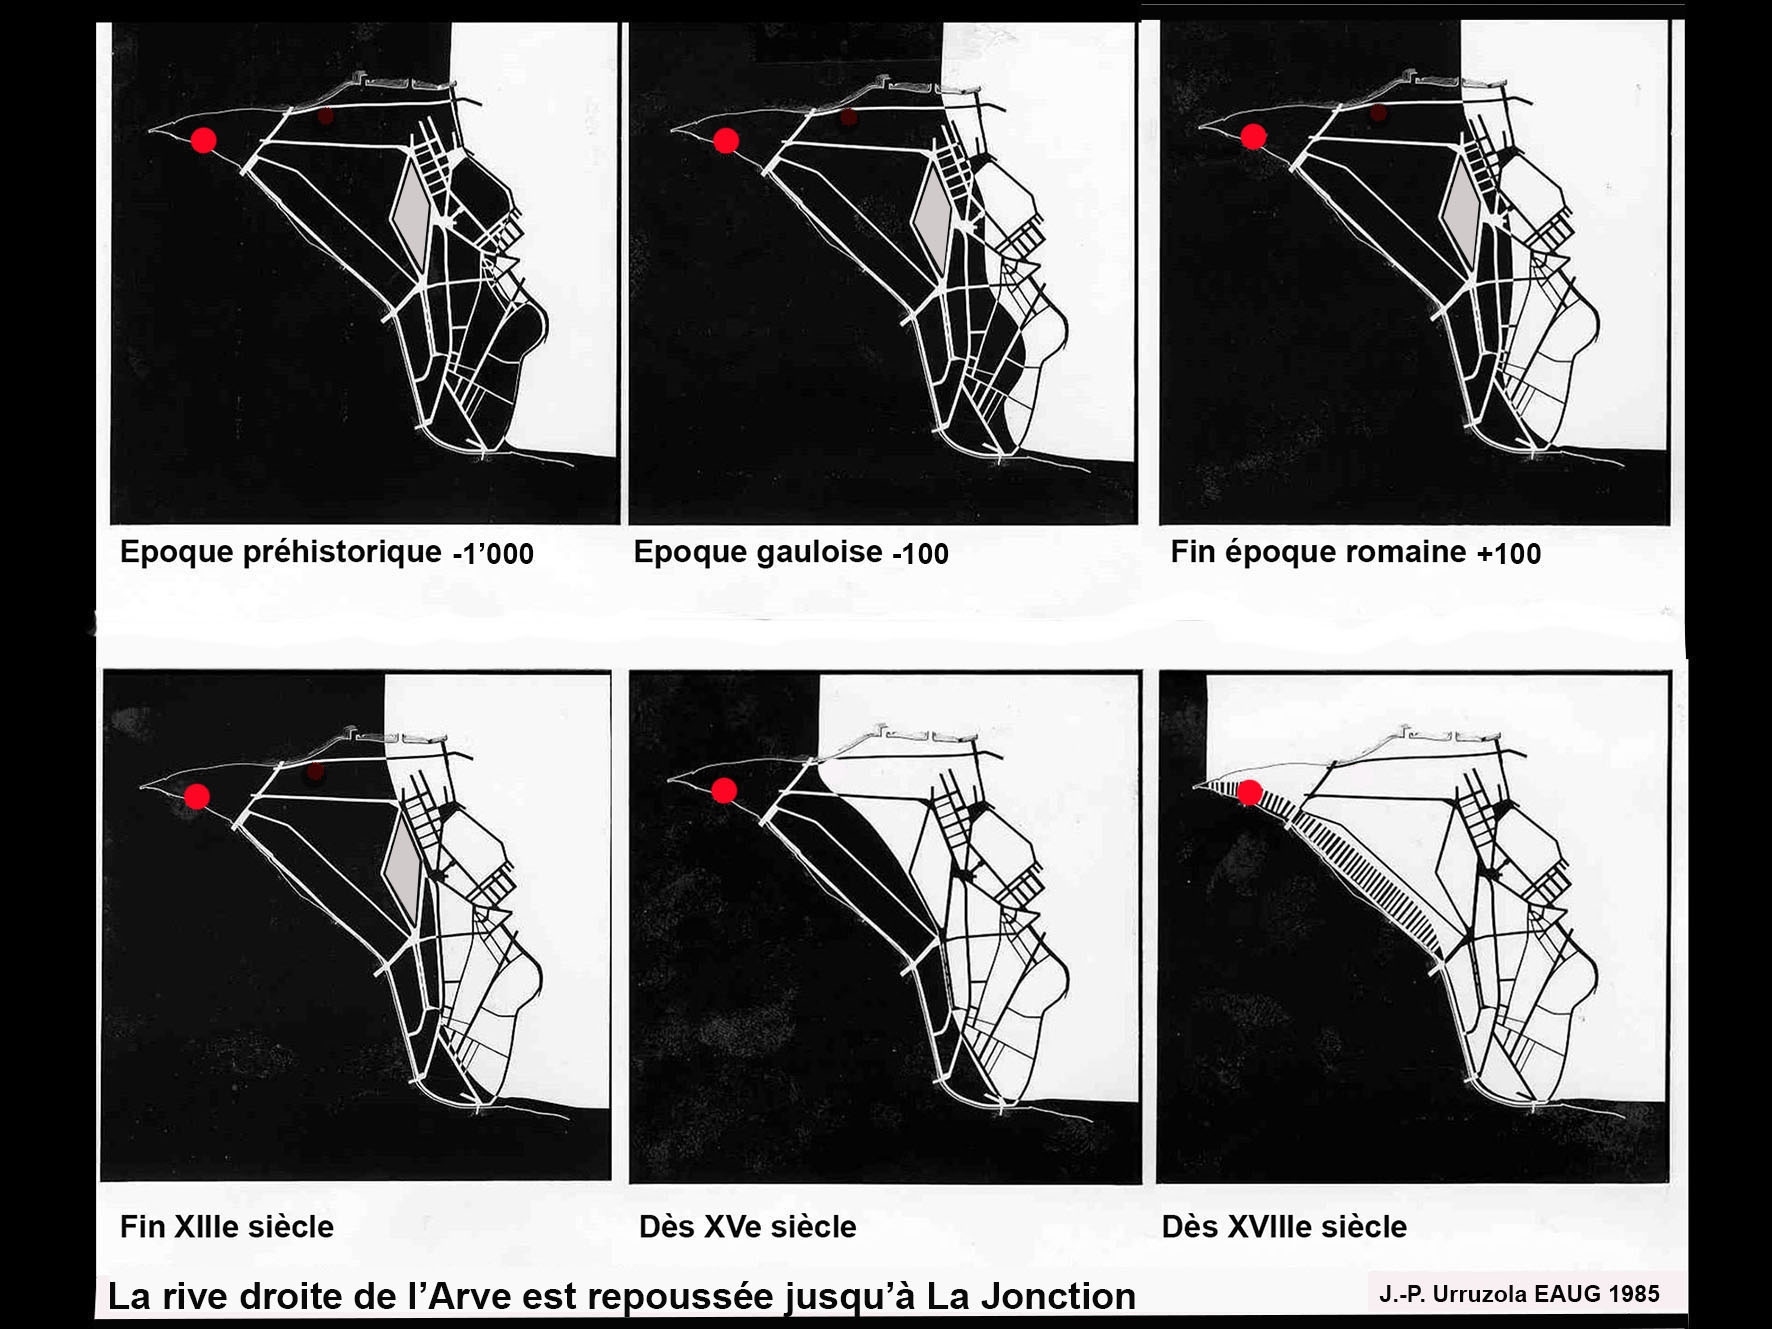 Epoque préhistorique -1’000
Epoque gauloise -100
Fin époque romaine +100
Fin XIIIe siècle
Dès XVe siècle
Dès XVIIIe siècle
La rive droite de l’Arve est repoussée jusqu’à La Jonction
J.-P. Urruzola EAUG 1985